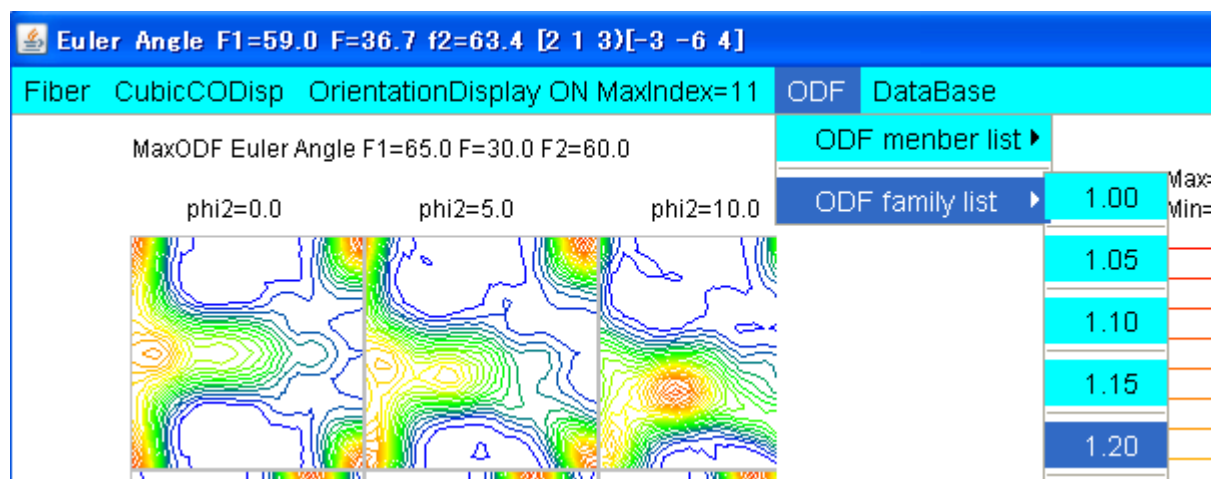 Euler Angle F1=59.0 F=36.7 f2=63.4 [2 1 3)[-3 -6 4]
Fiber CubicCODisp OrientationDisplay ON MaxIndex=11 ODF DataBase
MaxODF Euler Angle F1=65.0 F=30.0 F2=60.0
ODF menber list
ODF family list
phi2=0.0 phi2=5.0 phi2=10.0
1.00
1.05
1.10
1.15
1.20
Max=
Min=